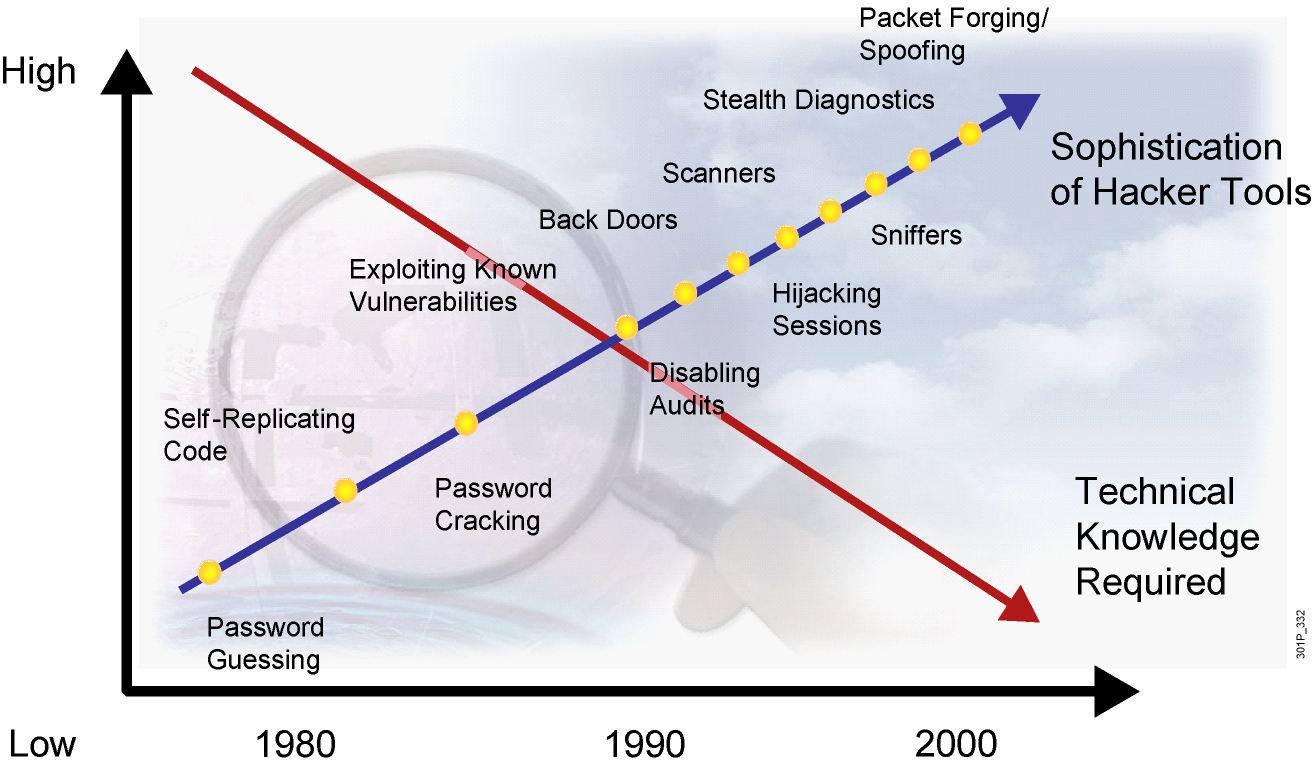 Packet Forging/
Spoofing
High
Stealth Diagnostics
Sophistication
of Hacker Tools
Scanners
Back Doors
Sniffers
Exploiting Known
Vulnerabilities
Hijacking
Sessions
Disabling
Audits
Self-Replicating
Code
Password
Cracking
Technical
Knowledge
Required
Password
Guessing
301P_332
Low
1980
1990
2000